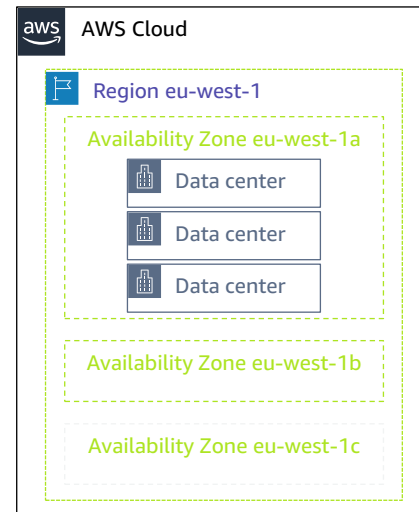 aws
AWS Cloud
Region eu-west-1
Availability Zone eu-west-1a
Data center
Data center
Data center
Availability Zone eu-west-1b
Availability Zone eu-west-1c